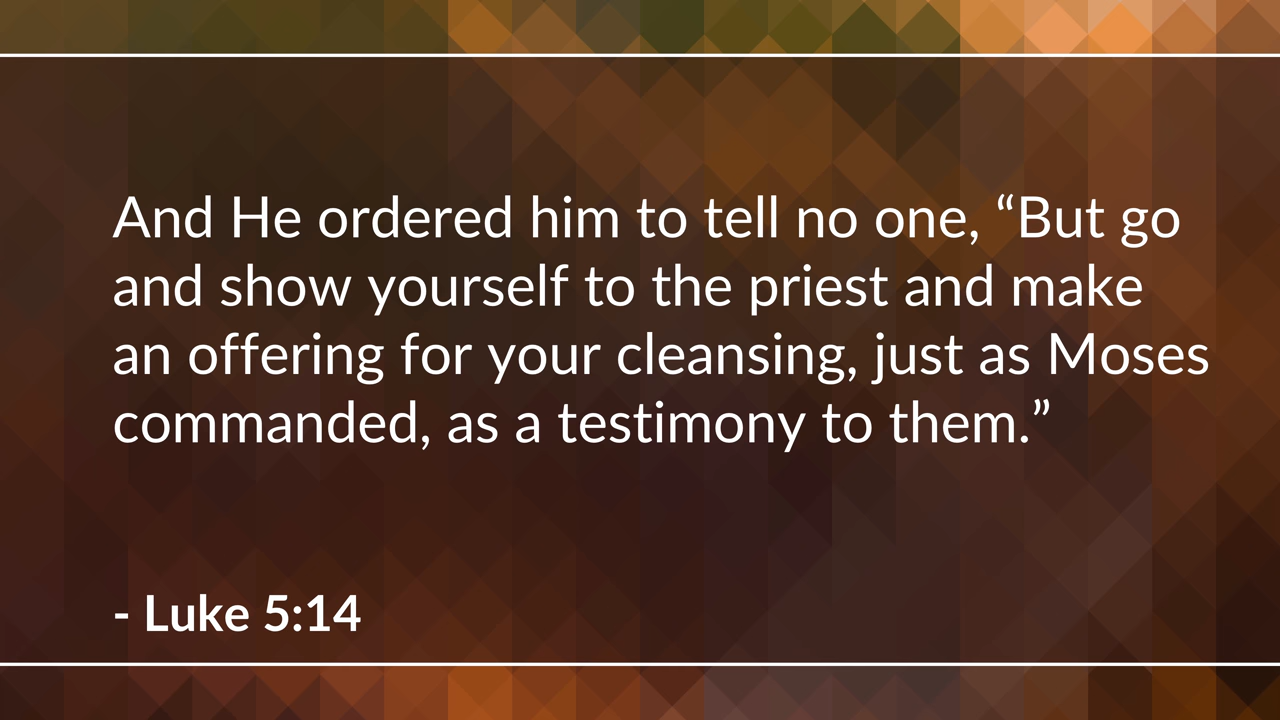 And He ordered him to tell no one, “But go
and show yourself to the priest and make
an offering for your cleansing, just as Moses
commanded, as a testimony to them.”
- Luke 5:14